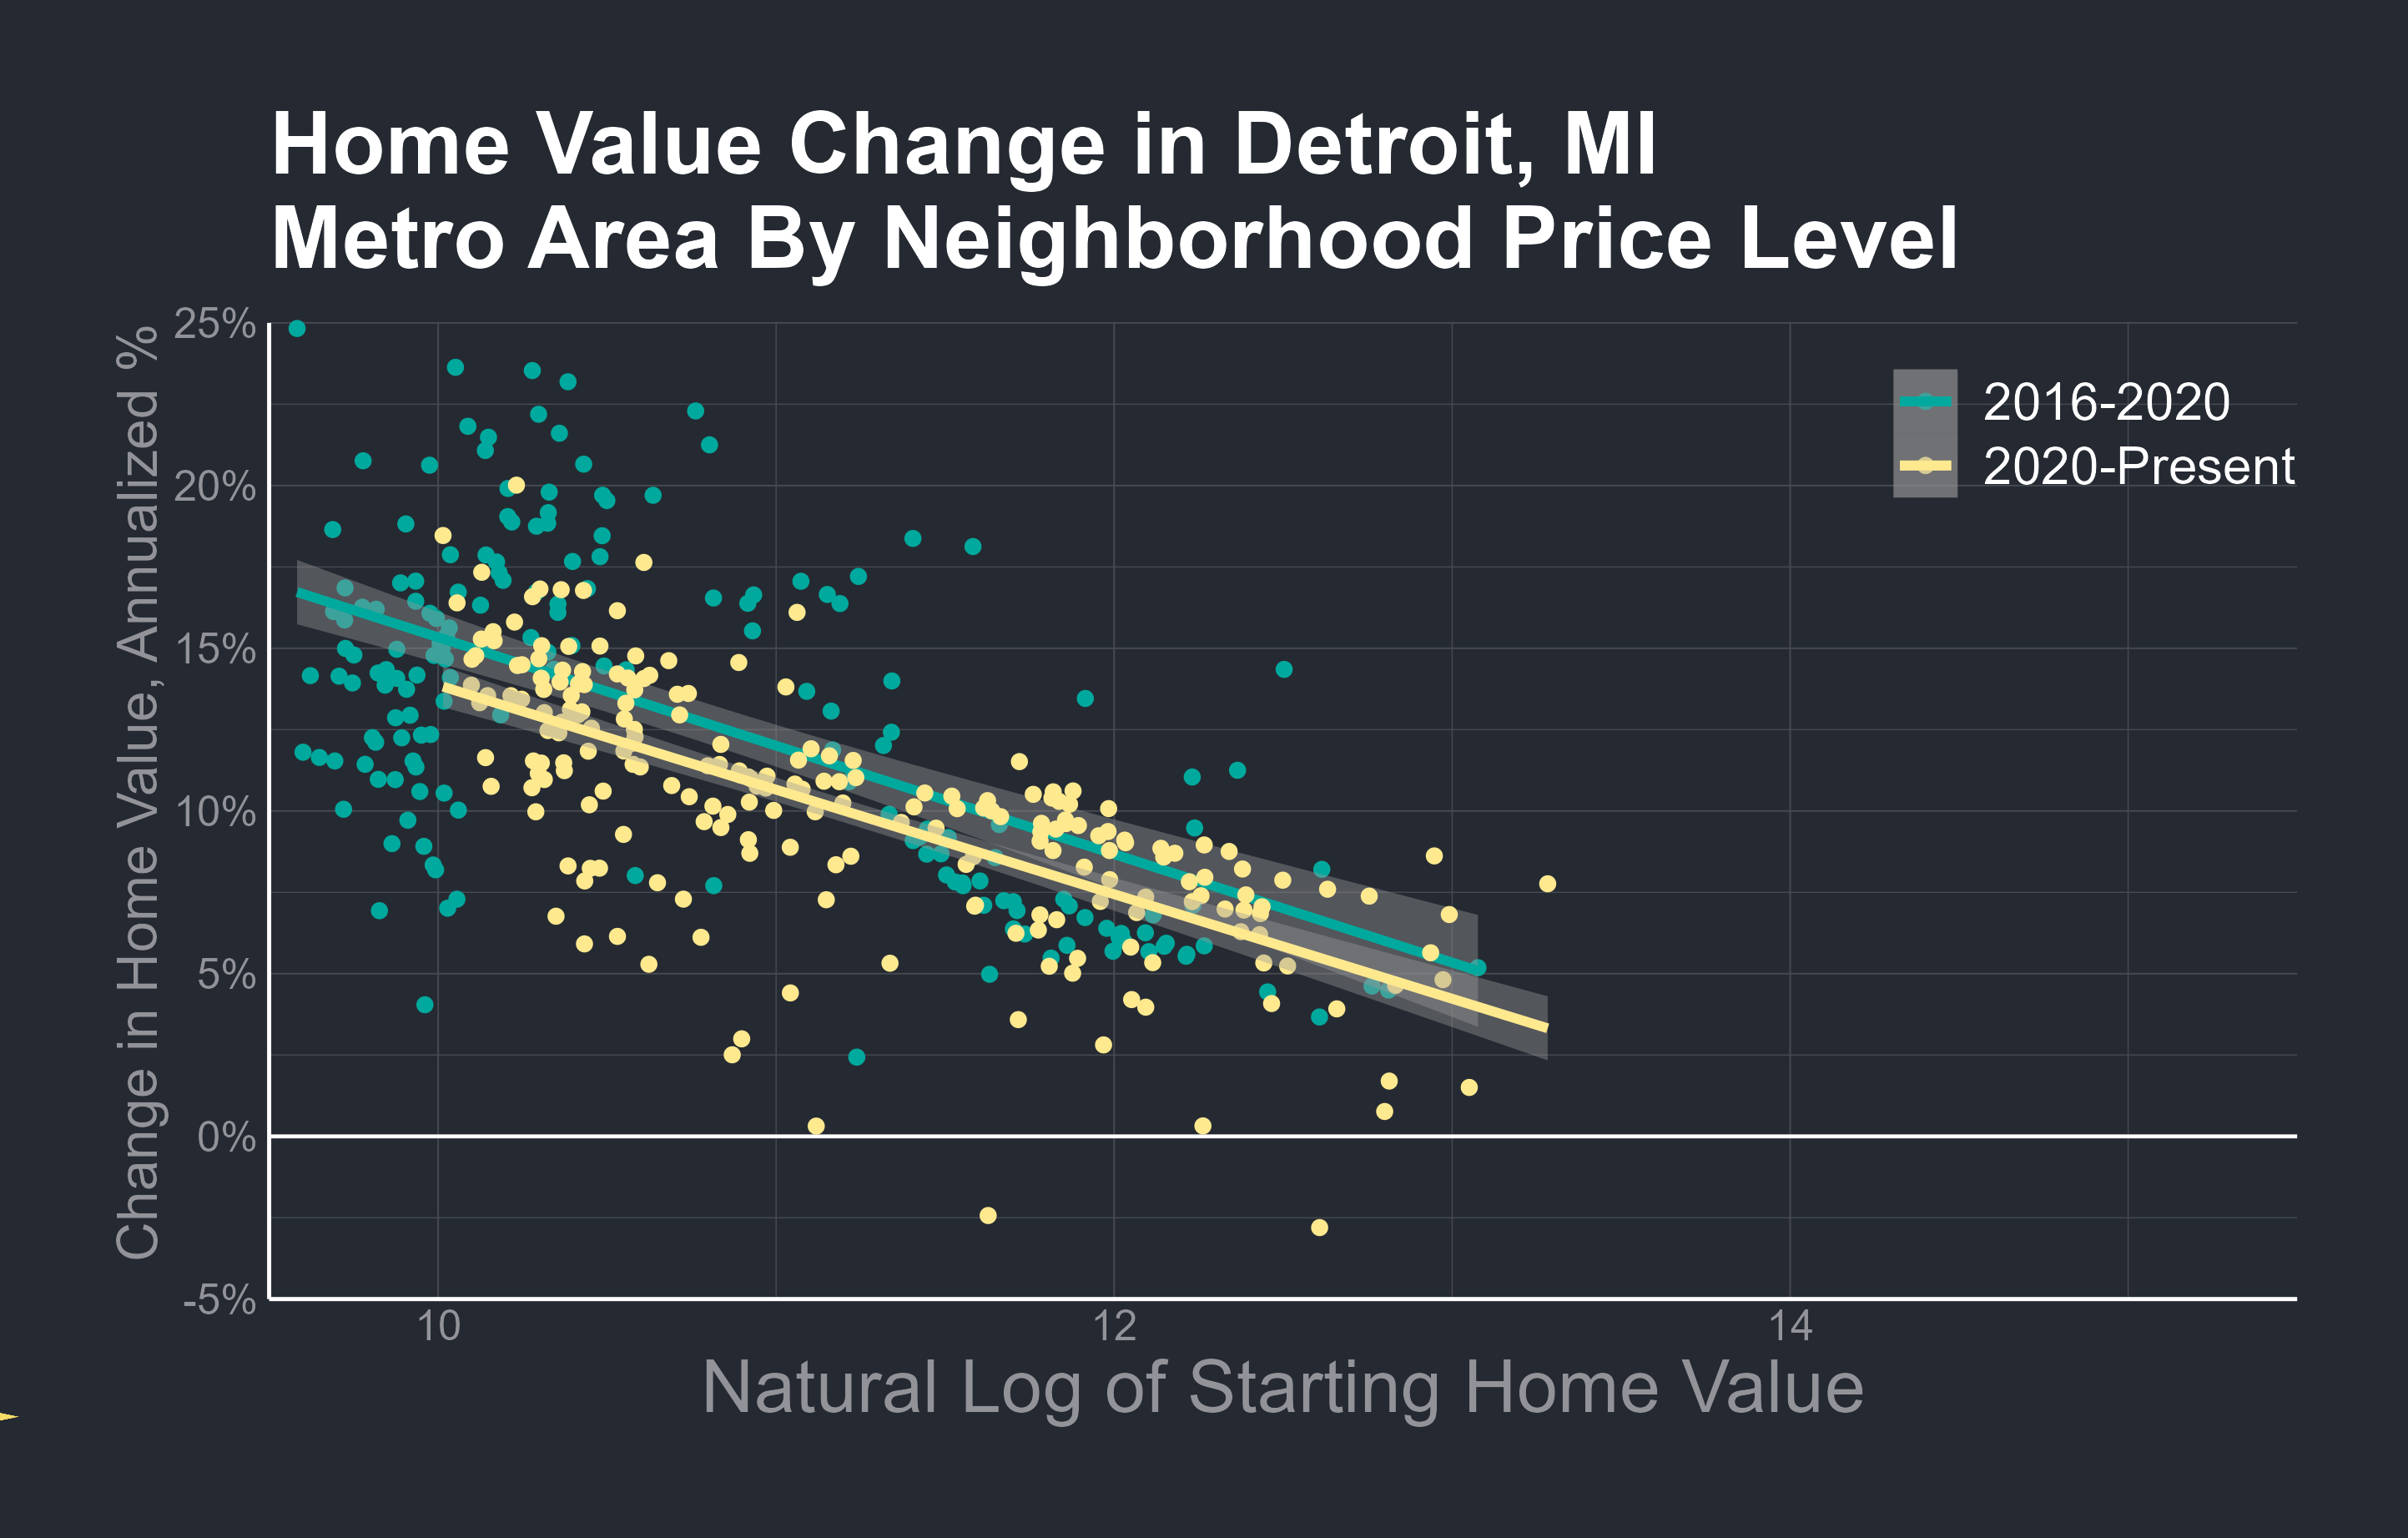 Home Value Change in Detroit, MI
Metro Area By Neighborhood Price Level
Change in Home Value, Annualized %
25%
20%
15%
10%
5%
0%
-5%
2016-2020
2020-Present
10
12
14
Natural Log of Starting Home Value